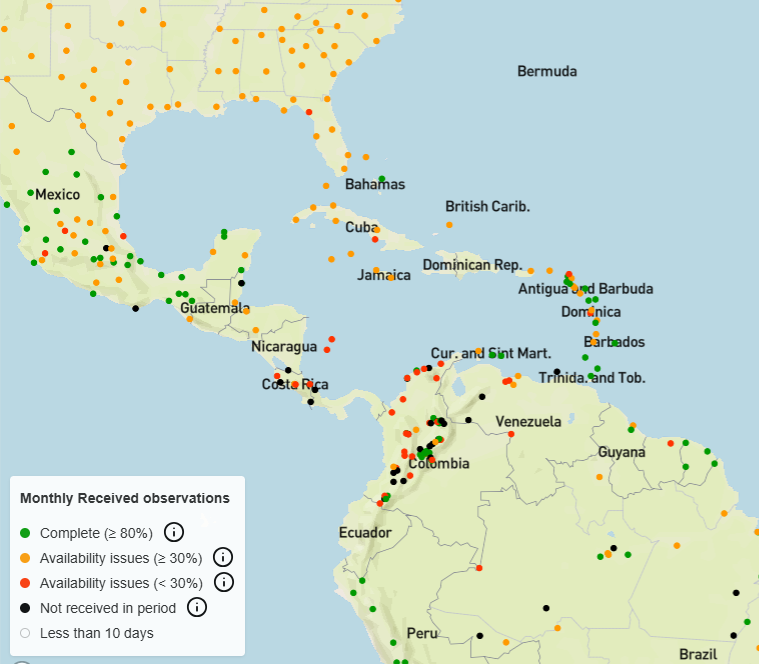 Bermuda
Bahamas
Mexico
British Carib.
Cuba
Dominican Rep.
Jamaica
Antigua and Barbuda
Guatemala
Dominica
Barbados
Nicaragua
Cur. and Sint Mart.
Costa Rica
Trinida. and Tob.
Venezuela
Guyana
Colombia
Monthly Received observations
Complete (≥ 80%) i
Availability issues (≥ 30%) i
Availability issues (< 30%) i
Not received in period i
Less than 10 days
Ecuador
Peru
Brazil